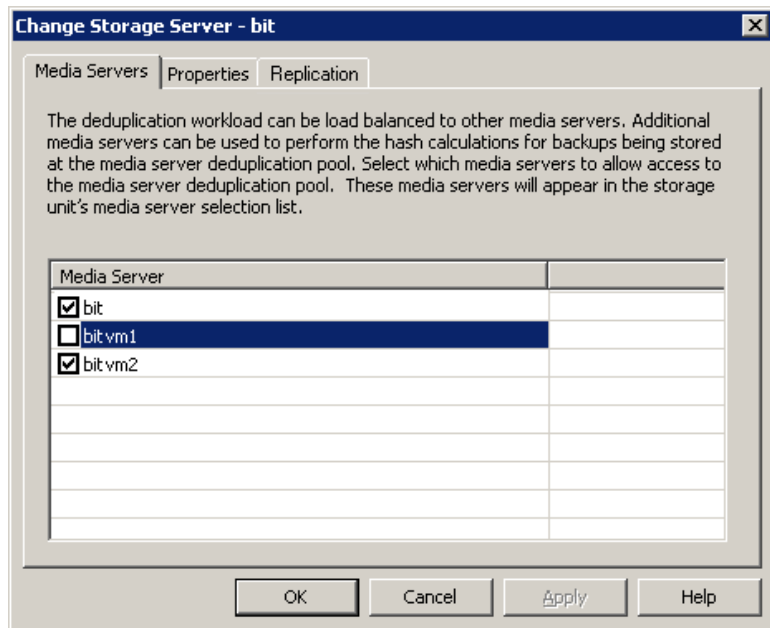 Change Storage Server - bit
Media Servers Properties Replication
The deduplication workload can be load balanced to other media servers. Additional
media servers can be used to perform the hash calculations for backups being stored
at the media server deduplication pool. Select which media servers to allow access to
the media server deduplication pool. These media servers will appear in the storage
unit's media server selection list.
Media Server
bit
bit vm1
bit vm2
OK Cancel Apply Help